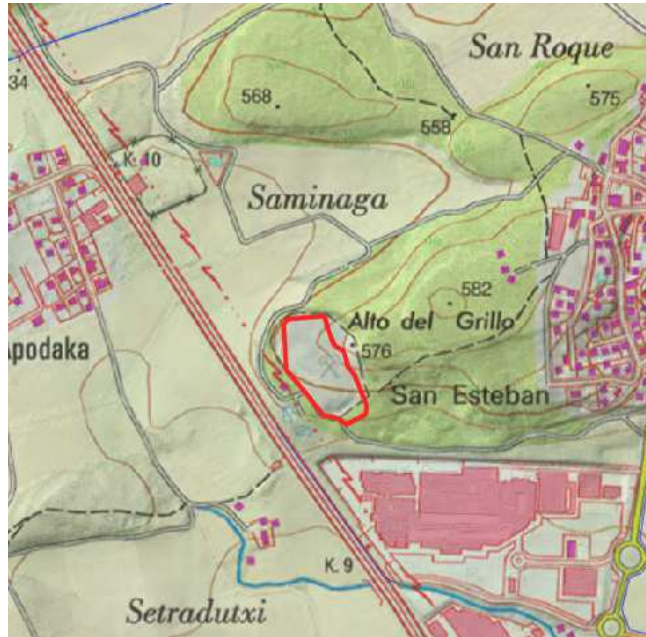 San Roque
34
575
568
558
K. 10
Saminaga
582
Alto del Grillo
576
Apodaka
San Esteban
K. 9
Setradutxi